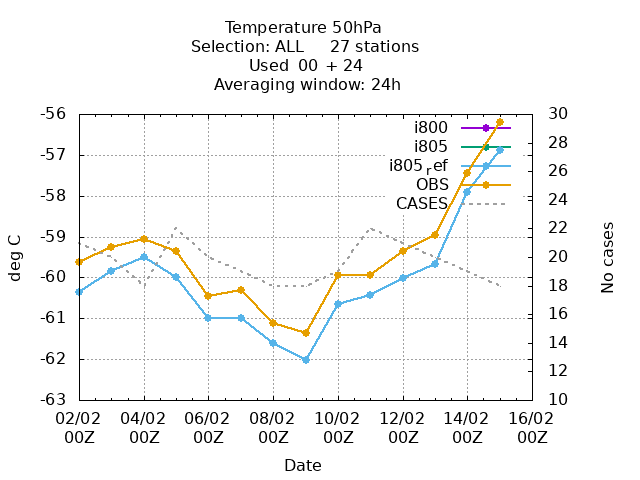 Temperature 50hPa
Selection: ALL 27 stations
Used 00 + 24
Averaging window: 24h
-56
-57
-58
-59
-60
-61
-62
-63
deg C
30
28
26
24
22
20
18
16
14
12
10
No cases
i800
i805
i805ref
OBS
CASES
02/02 04/02 06/02 08/02 10/02 12/02 14/02 16/02
00Z 00Z 00Z 00Z 00Z 00Z 00Z 00Z
Date